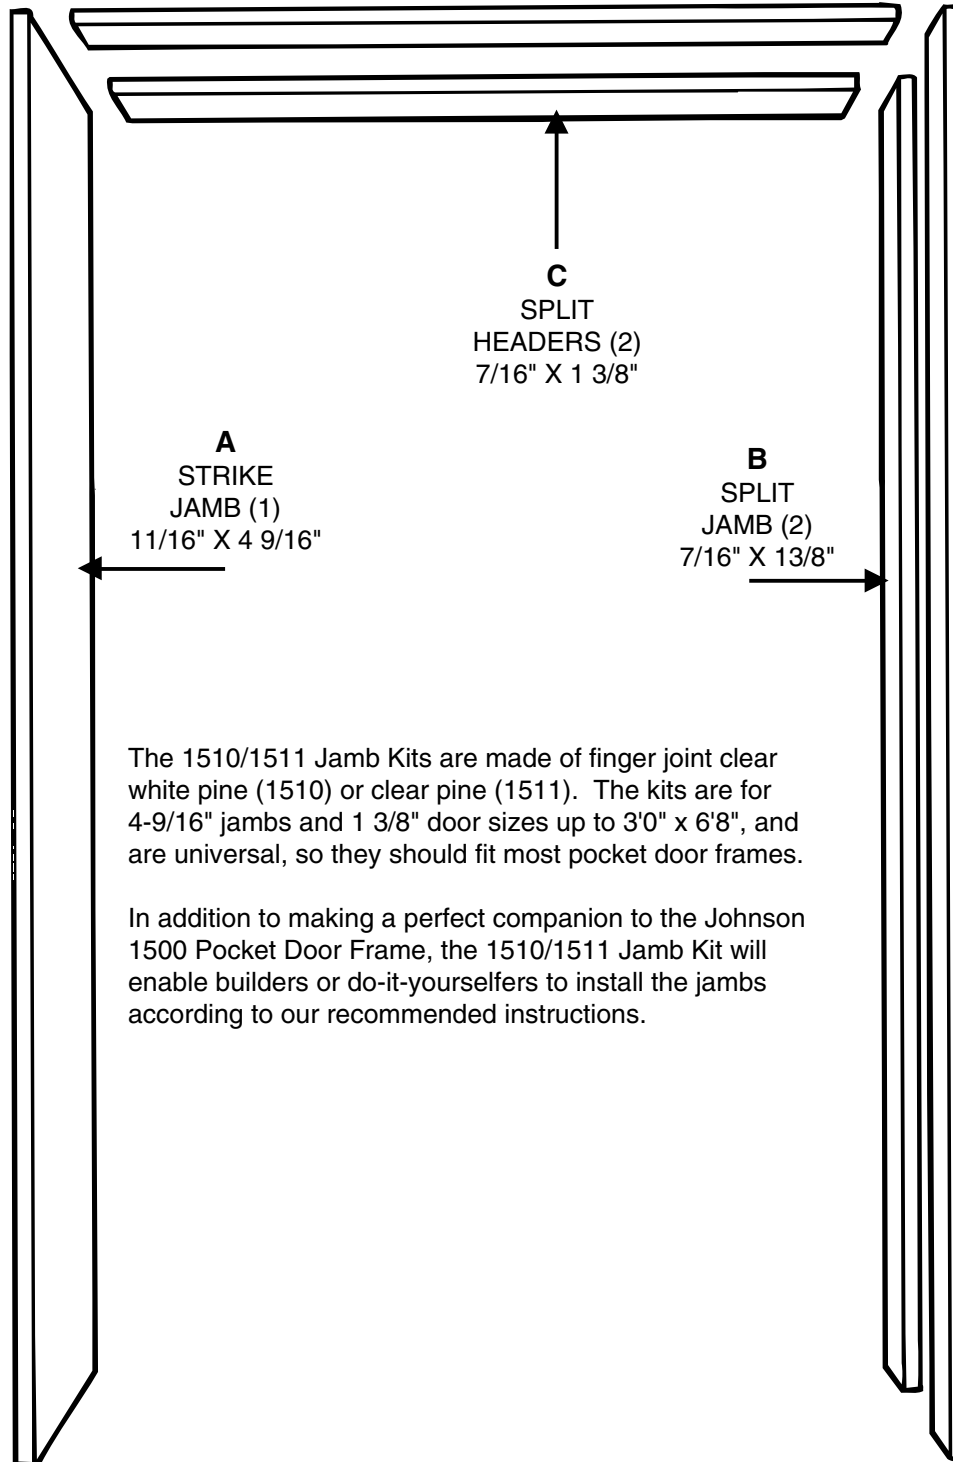 C
SPLIT
HEADERS (2)
7/16" X 1 3/8"
A
STRIKE
JAMB (1)
11/16" X 4 9/16"
B
SPLIT
JAMB (2)
7/16" X 13/8"
The 1510/1511 Jamb Kits are made of finger joint clear
white pine (1510) or clear pine (1511).  The kits are for
4-9/16" jambs and 1 3/8" door sizes up to 3'0" x 6'8", and
are universal, so they should fit most pocket door frames.
In addition to making a perfect companion to the Johnson
1500 Pocket Door Frame, the 1510/1511 Jamb Kit will
enable builders or do-it-yourselfers to install the jambs
according to our recommended instructions.